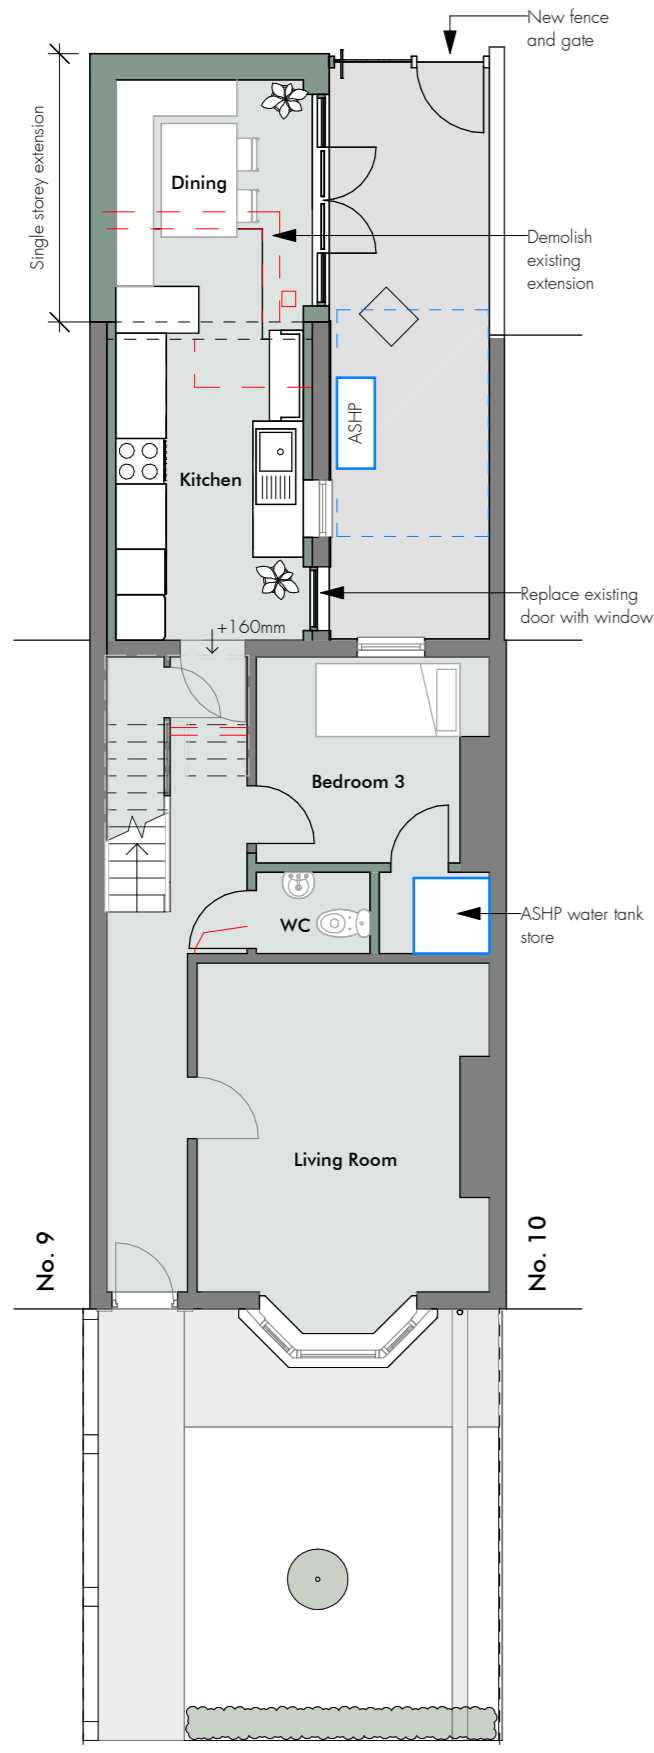 New fence
and gate
Single storey extension
Dining
Demolish
existing
extension
ASHP
Kitchen
Replace existing
door with window
+160mm
Bedroom 3
WC
ASHP water tank
store
Living Room
No. 9
No. 10